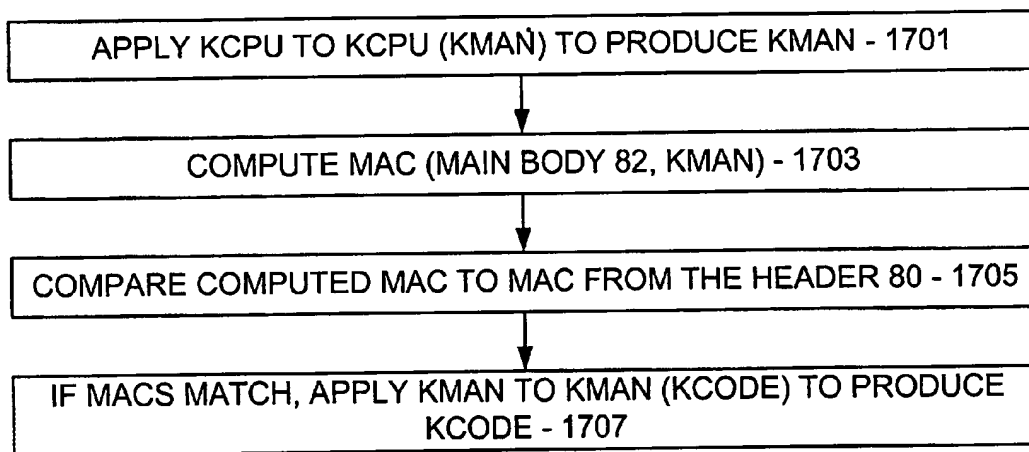 APPLY KCPU TO KCPU (KMAN) TO PRODUCE KMAN - 1701
COMPUTE MAC (MAIN BODY 82, KMAN) - 1703
COMPARE COMPUTED MAC TO MAC FROM THE HEADER 80 - 1705
IF MACS MATCH, APPLY KMAN TO KMAN (KCODE) TO PRODUCE
KCODE - 1707